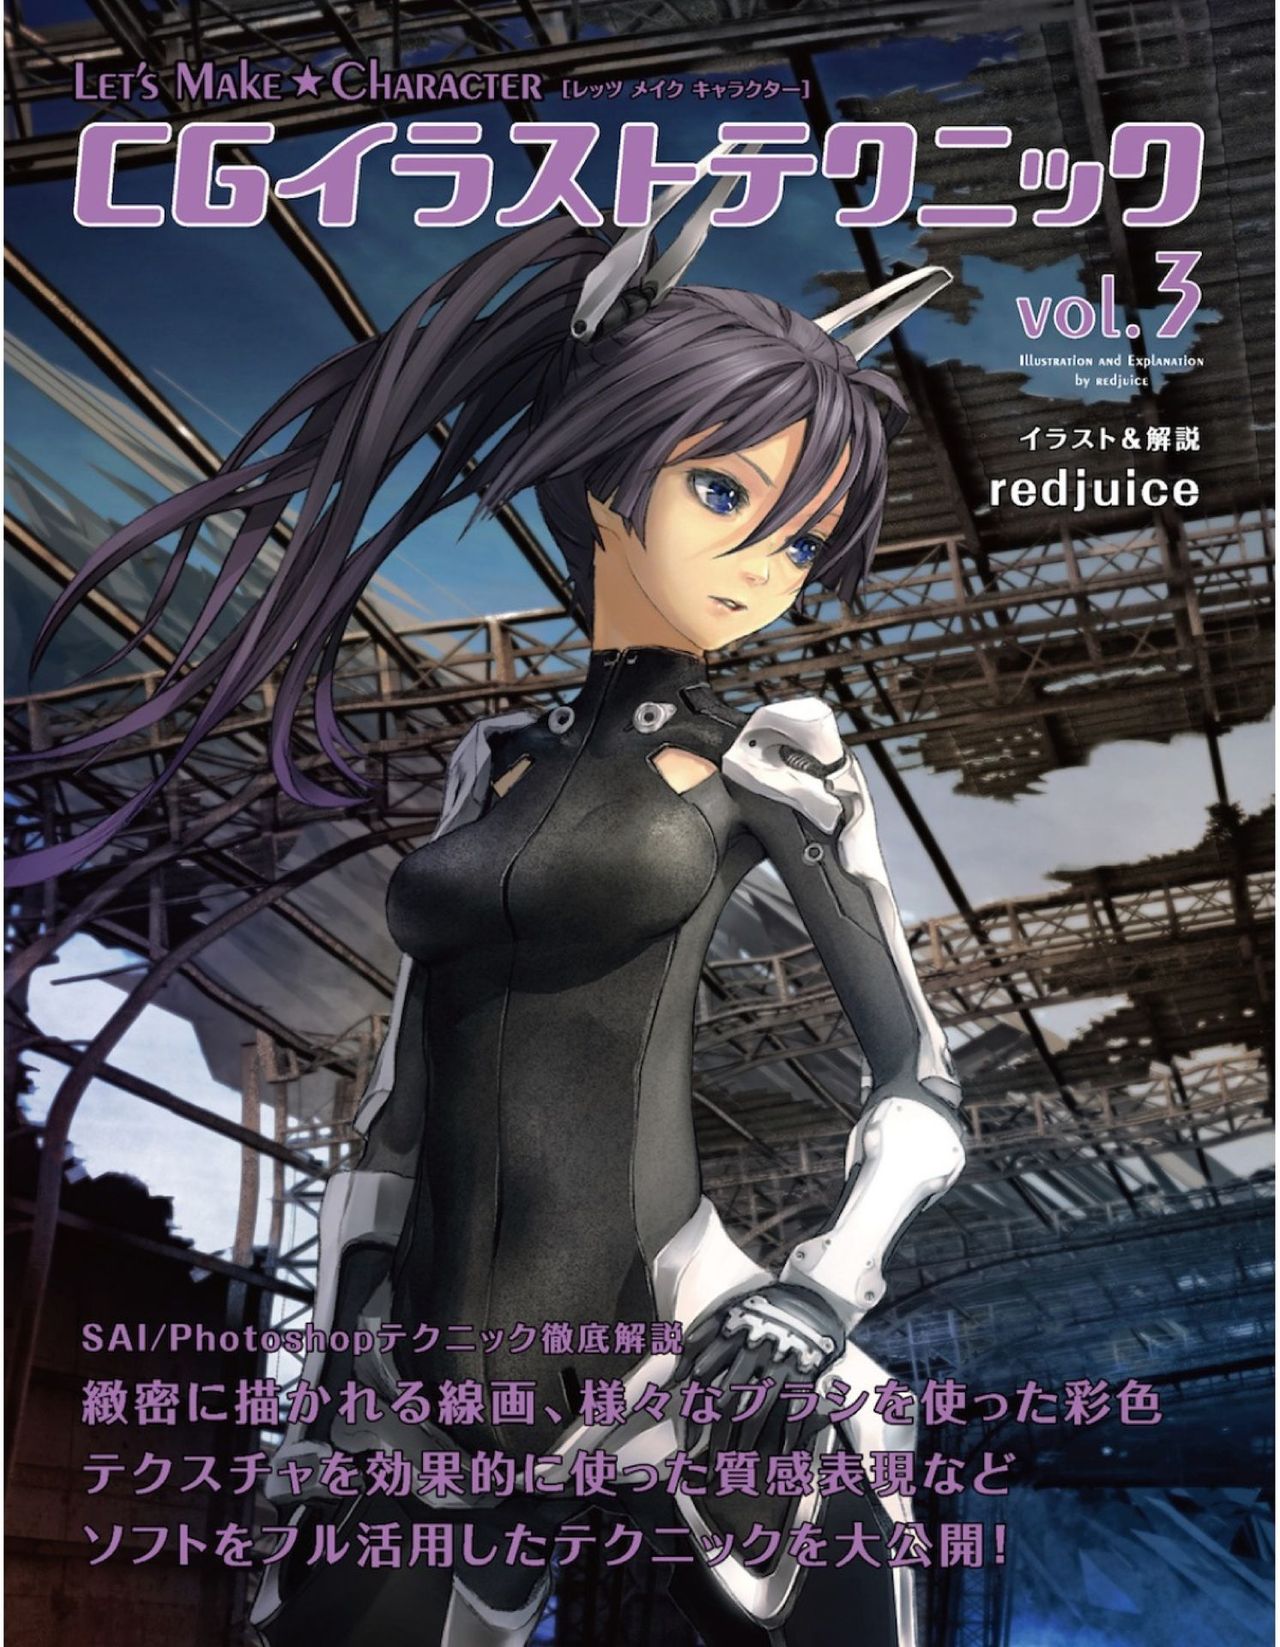 LET'S MAKE★CHARACTER [レッツ メイク キャラクター]
CGイラストテクニック
vol.3
Illustration and Explanation
by redjuice
イラスト&解説
redjuice
SAI/Photoshopテクニック徹底解説
緻密に描かれる線画、様々なブラシを使った彩色
テクスチャを効果的に使った質感表現など
ソフトをフル活用したテクニックを大公開!